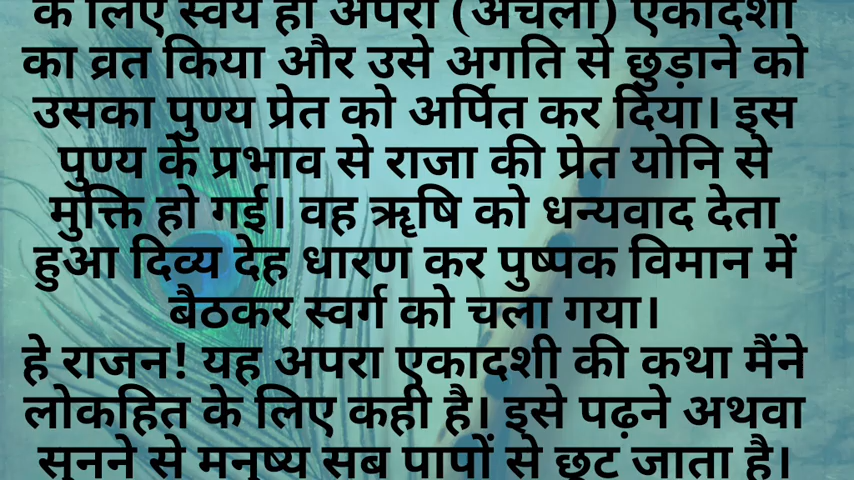 के लिए स्वयं ही अपरा (अचला) एकादशी
का व्रत किया और उसे अगति से छुड़ाने को
उसका पुण्य प्रेत को अर्पित कर दिया। इस
पुण्य के प्रभाव से राजा की प्रेत योनि से
मुक्ति हो गई। वह ॠषि को धन्यवाद देता
हुआ दिव्य देह धारण कर पुष्पक विमान में
बैठकर स्वर्ग को चला गया।
हे राजन! यह अपरा एकादशी की कथा मैंने
लोकहित के लिए कही है। इसे पढ़ने अथवा
सुनने से मनुष्य सब पापों से छूट जाता है।